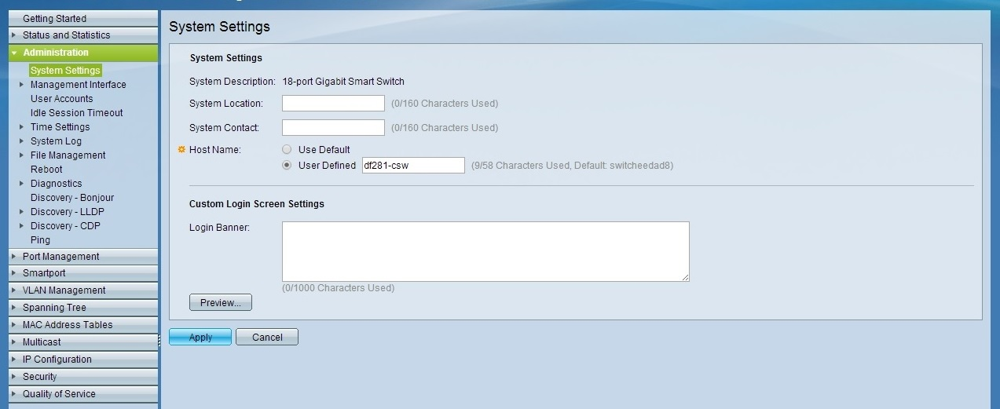 Getting Started
Status and Statistics
Administration
System Settings
Management Interface
User Accounts
Idle Session Timeout
Time Settings
System Log
File Management
Reboot
Diagnostics
Discovery - Bonjour
Discovery - LLDP
Discovery - CDP
Ping
Port Management
Smartport
VLAN Management
Spanning Tree
MAC Address Tables
Multicast
IP Configuration
Security
Quality of Service
System Settings
System Settings
System Description: 18-port Gigabit Smart Switch
System Location: (0/160 Characters Used)
System Contact: (0/160 Characters Used)
Host Name: Use Default
User Defined df281-csw (9/58 Characters Used, Default: switcheedad8)
Custom Login Screen Settings
Login Banner:
(0/1000 Characters Used)
Preview...
Apply Cancel